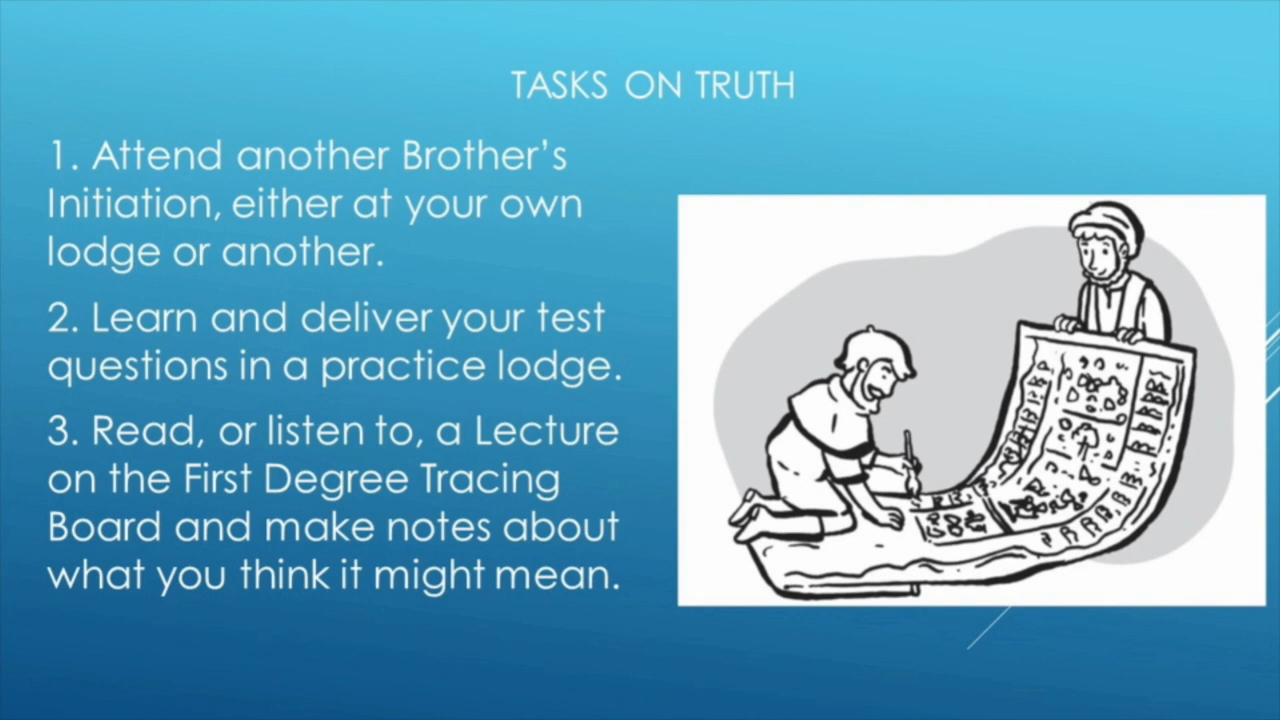 TASKS ON TRUTH
1. Attend another Brother’s
Initiation, either at your own
lodge or another.
2. Learn and deliver your test
questions in a practice lodge.
3. Read, or listen to, a Lecture
on the First Degree Tracing
Board and make notes about
what you think it might mean.